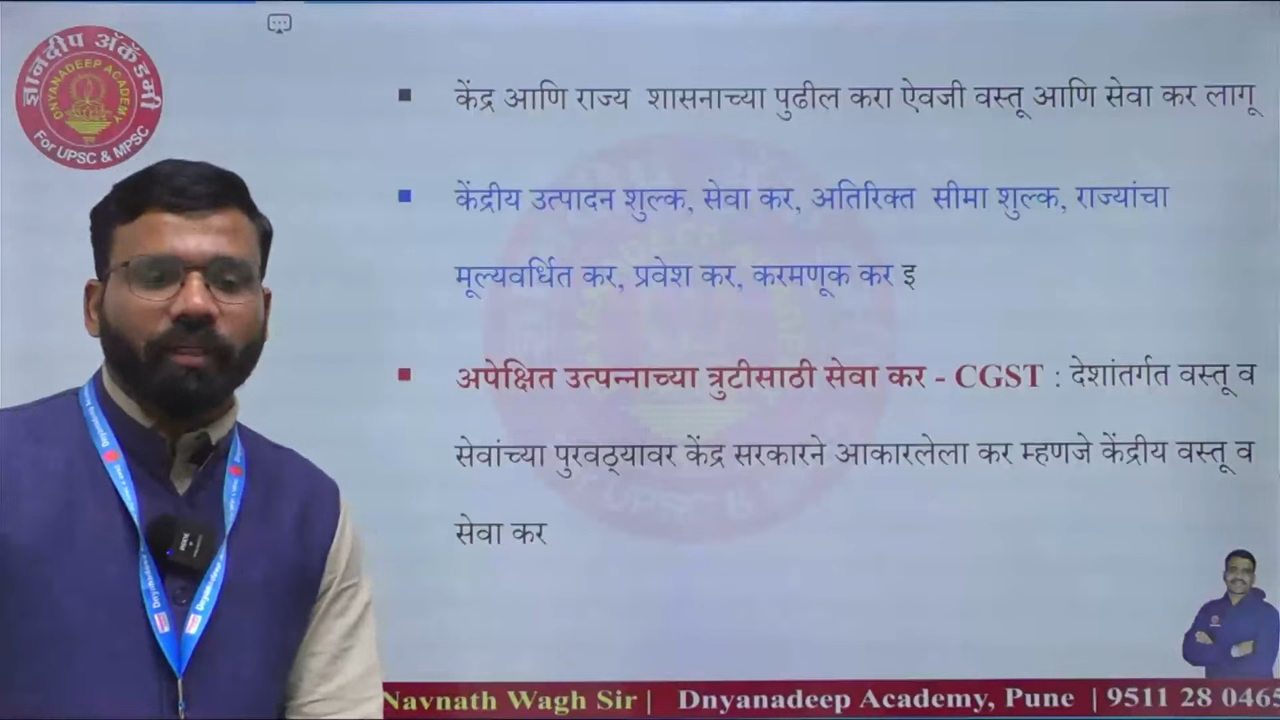 ज्ञानदीप अॅकॅडमी
DNYANADEEP ACADEMY
For UPSC & MPSC
केंद्र आणि राज्य शासनाच्या पुढील करा ऐवजी वस्तू आणि सेवा कर लागू
केंद्रीय उत्पादन शुल्क, सेवा कर, अतिरिक्त सीमा शुल्क, राज्यांचा
मूल्यवर्धित कर, प्रवेश कर, करमणूक कर इ
अपेक्षित उत्पन्नाच्या त्रुटीसाठी सेवा कर - CGST : देशांतर्गत वस्तू व
सेवांच्या पुरवठ्यावर केंद्र सरकारने आकारलेला कर म्हणजे केंद्रीय वस्तू व
सेवा कर
Navnath Wagh Sir | Dnyanadeep Academy, Pune | 9511 28 0465